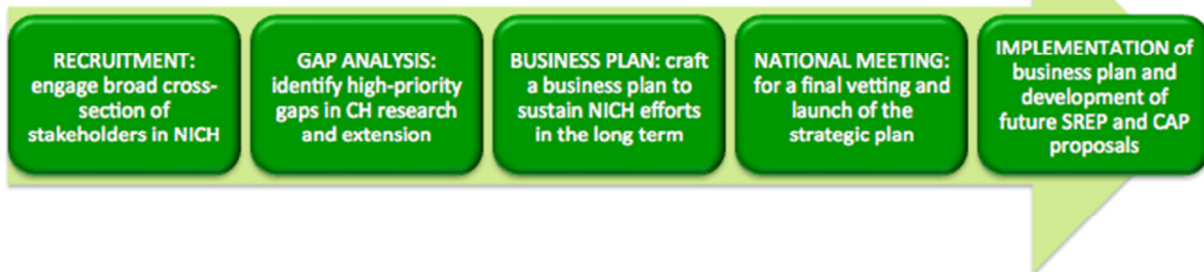 RECRUITMENT:
engage broad cross-
section of
stakeholders in NICH
GAP ANALYSIS:
identify high-priority
gaps in CH research
and extension
BUSINESS PLAN: craft
a business plan to
sustain NICH efforts
in the long term
NATIONAL MEETING:
for a final vetting and
launch of the
strategic plan
IMPLEMENTATION of
business plan and
development of
future SREP and CAP
proposals